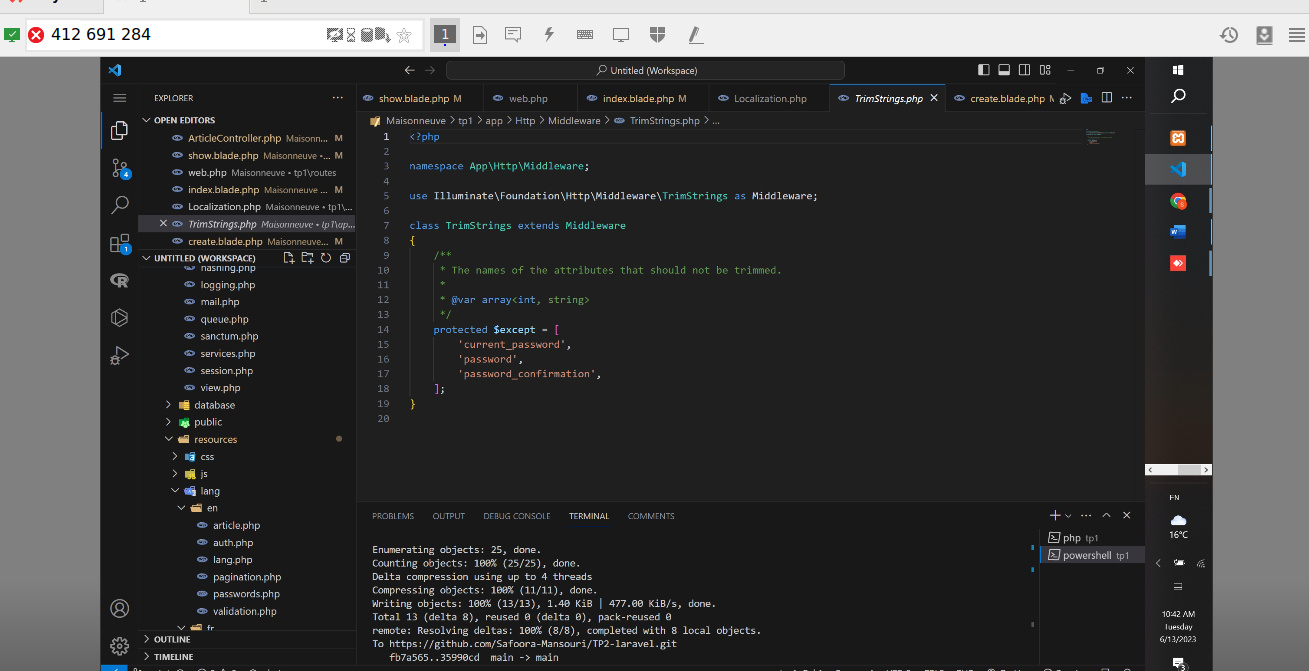 412 691 284
1
Untitled (Workspace)
EXPLORER
OPEN EDITORS
ArticleController.php Maisonn... M
show.blade.php Maisonneuve •... M
web.php Maisonneuve • tp1\routes
index.blade.php Maisonneuve ... M
Localization.php Maisonneuve • tp1\...
TrimStrings.php Maisonneuve • tp1\ap...
create.blade.php Maisonneuve... M
UNTITLED (WORKSPACE)
hashing.php
logging.php
mail.php
queue.php
sanctum.php
services.php
session.php
view.php
database
public
resources
css
js
lang
en
article.php
auth.php
lang.php
pagination.php
passwords.php
validation.php
fr
OUTLINE
TIMELINE
4
1
show.blade.php M
web.php
index.blade.php M
Localization.php
TrimStrings.php
create.blade.php
Maisonneuve > tp1 > app > Http > Middleware > TrimStrings.php > ...
1 <?php
2
3 namespace App\Http\Middleware;
4
5 use Illuminate\Foundation\Http\Middleware\TrimStrings as Middleware;
6
7 class TrimStrings extends Middleware
8 {
9 /**
10 * The names of the attributes that should not be trimmed.
11 *
12 * @var array<int, string>
13 */
14 protected $except = [
15 'current_password',
16 'password',
17 'password_confirmation',
18 ];
19 }
20
PROBLEMS OUTPUT DEBUG CONSOLE TERMINAL COMMENTS
Enumerating objects: 25, done.
Counting objects: 100% (25/25), done.
Delta compression using up to 4 threads
Compressing objects: 100% (11/11), done.
Writing objects: 100% (13/13), 1.40 KiB | 477.00 KiB/s, done.
Total 13 (delta 8), reused 0 (delta 0), pack-reused 0
remote: Resolving deltas: 100% (8/8), completed with 8 local objects.
To https://github.com/Safoora-Mansouri/TP2-laravel.git
fb7a565..35990cd main -> main
php tp1
powershell tp1
EN
16°C
10:42 AM
Tuesday
6/13/2023
3